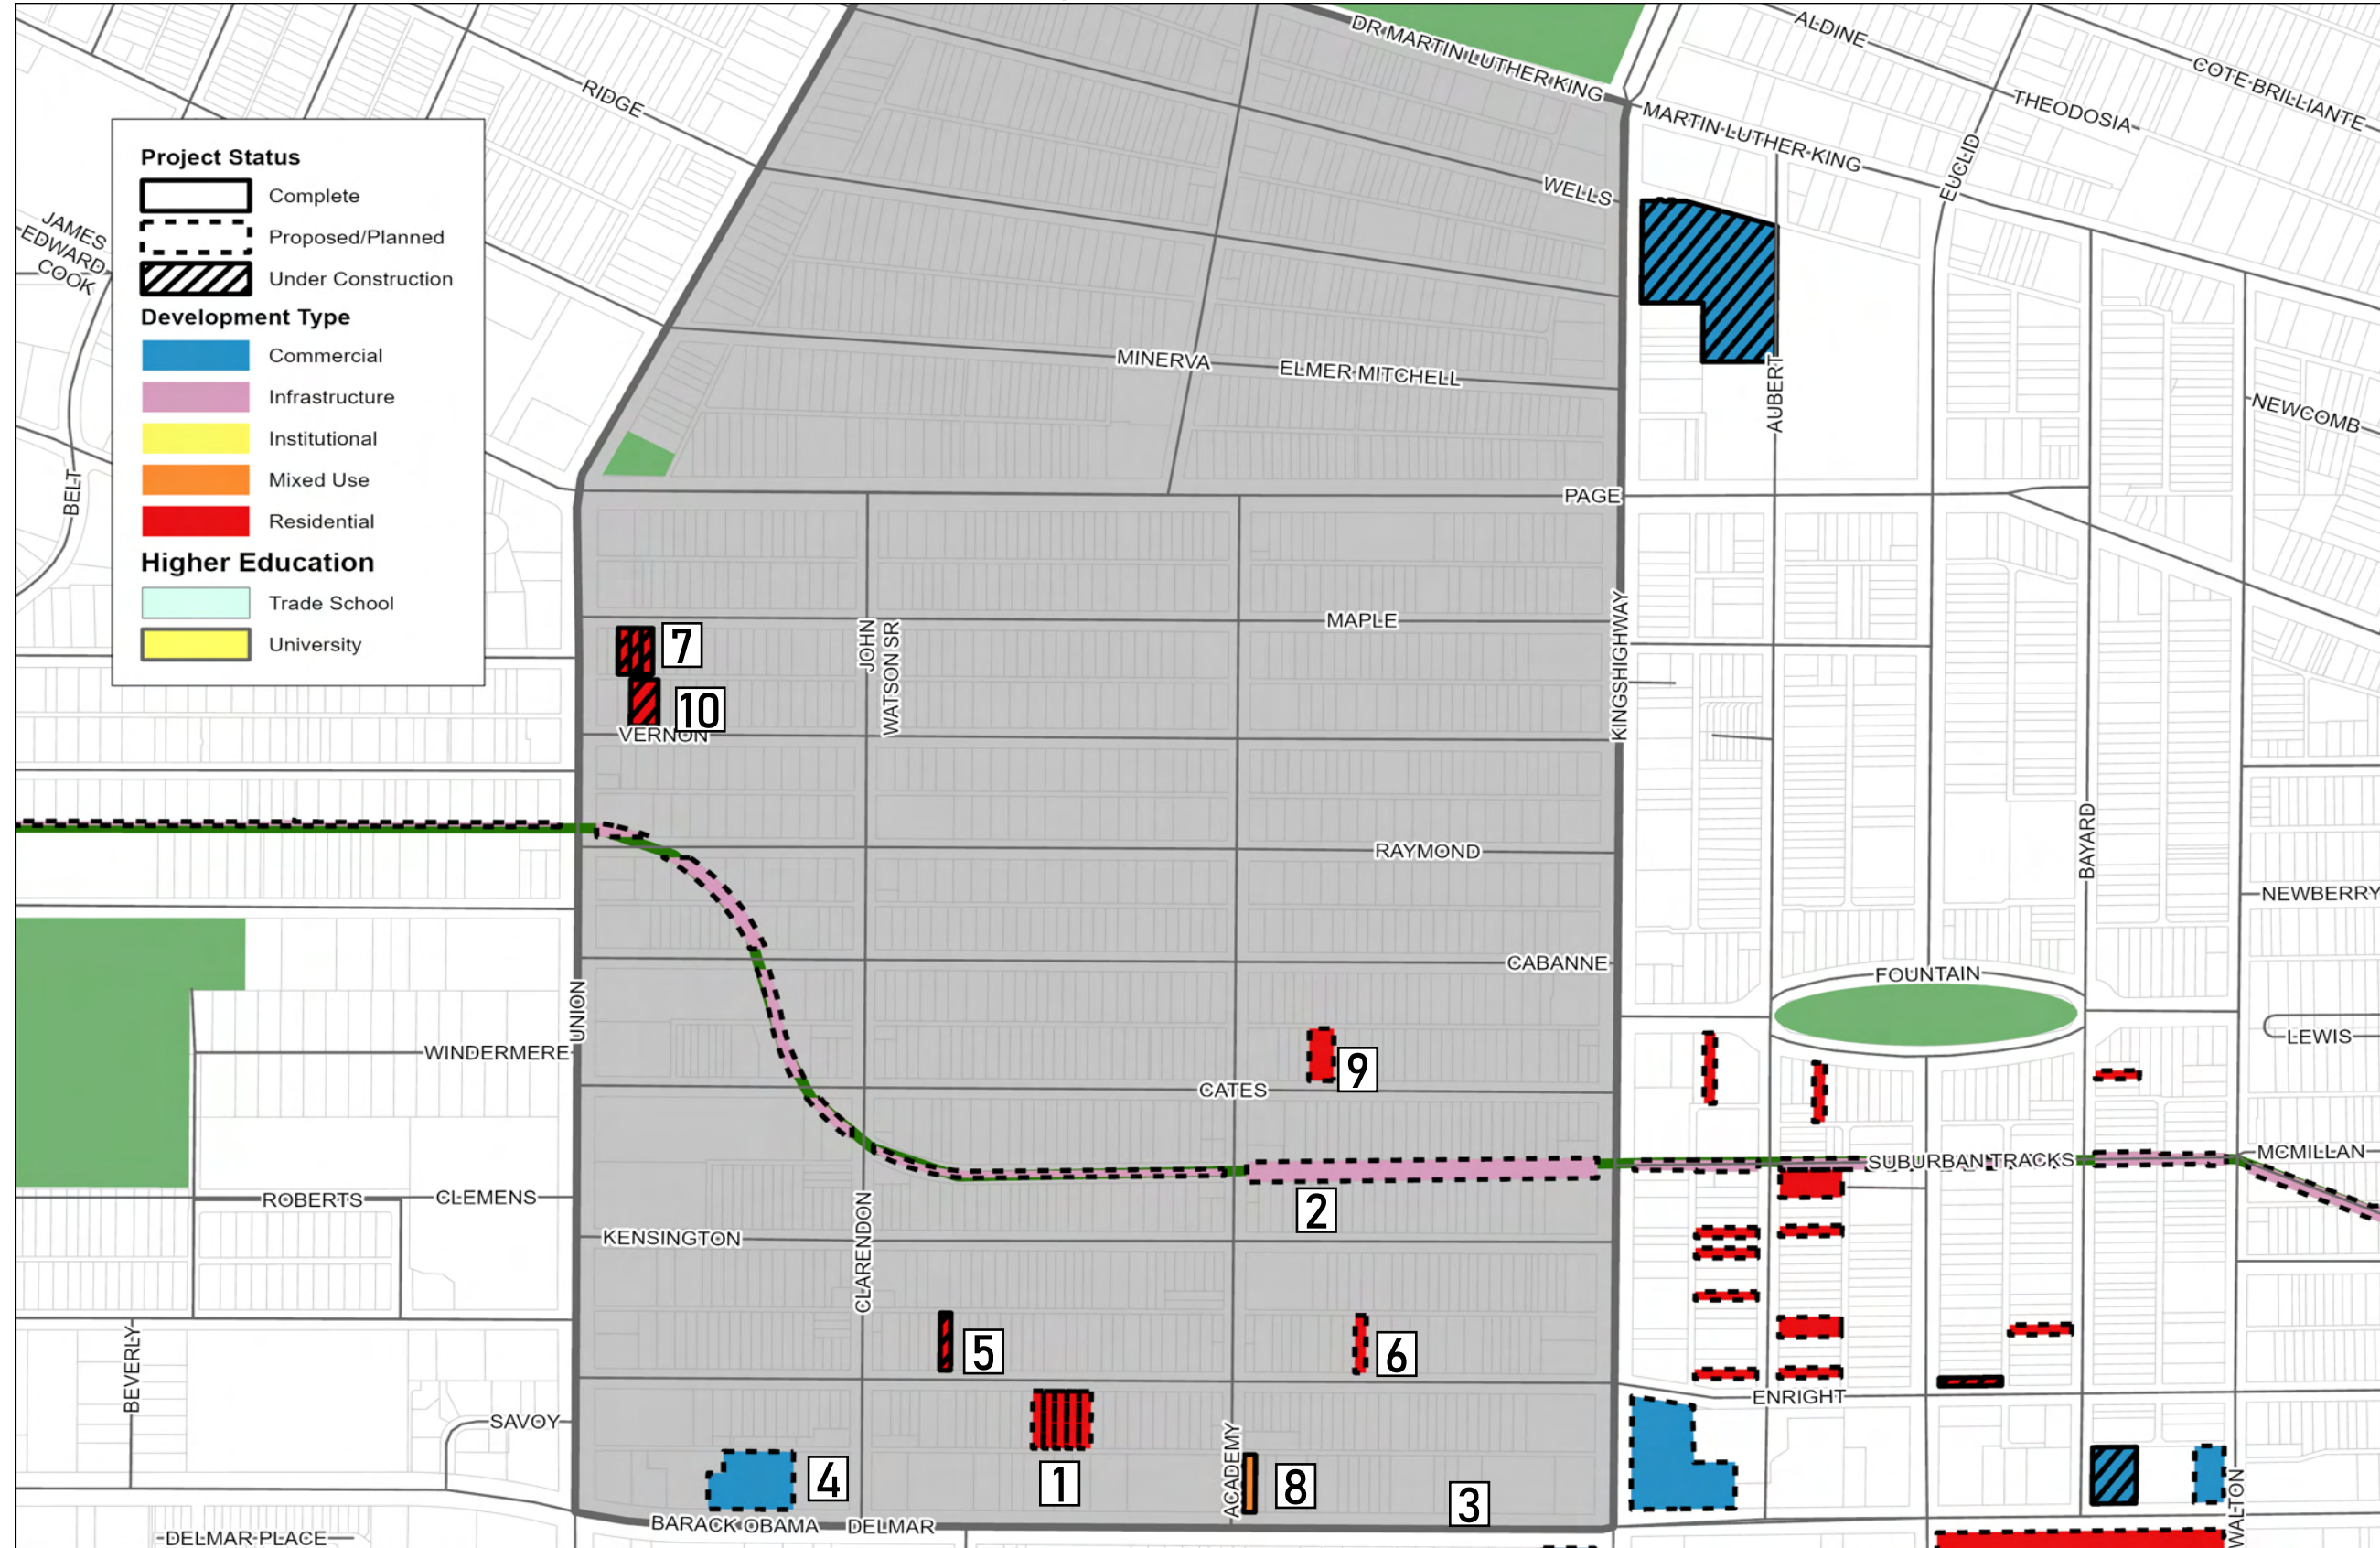 DR MARTIN LUTHER KING
ALDINE
COTE BRILLIANTE
THEODOSIA
RIDGE
MARTIN LUTHER KING
EUCLID
WELLS
Project Status
Complete
Proposed/Planned
Under Construction
Development Type
Commercial
Infrastructure
Institutional
Mixed Use
Residential
Higher Education
Trade School
University
JAMES
EDWARD
COOK
BELT
MINERVA
ELMER MITCHELL
AUBERT
NEWCOMB
PAGE
MAPLE
KINGSHIGHWAY
JOHN
WATSON SR
7
10
VERNON
RAYMOND
BAYARD
NEWBERRY
CABANNE
FOUNTAIN
UNION
WINDERMERE
LEWIS
9
CATES
SUBURBAN TRACKS
MCMILLAN
ROBERTS
CLEMENS
2
KENSINGTON
CLARENDON
5
6
BEVERLY
ENRIGHT
SAVOY
4
1
ACADEMY
8
3
WALTON
BARACK OBAMA
DELMAR
DELMAR PLACE